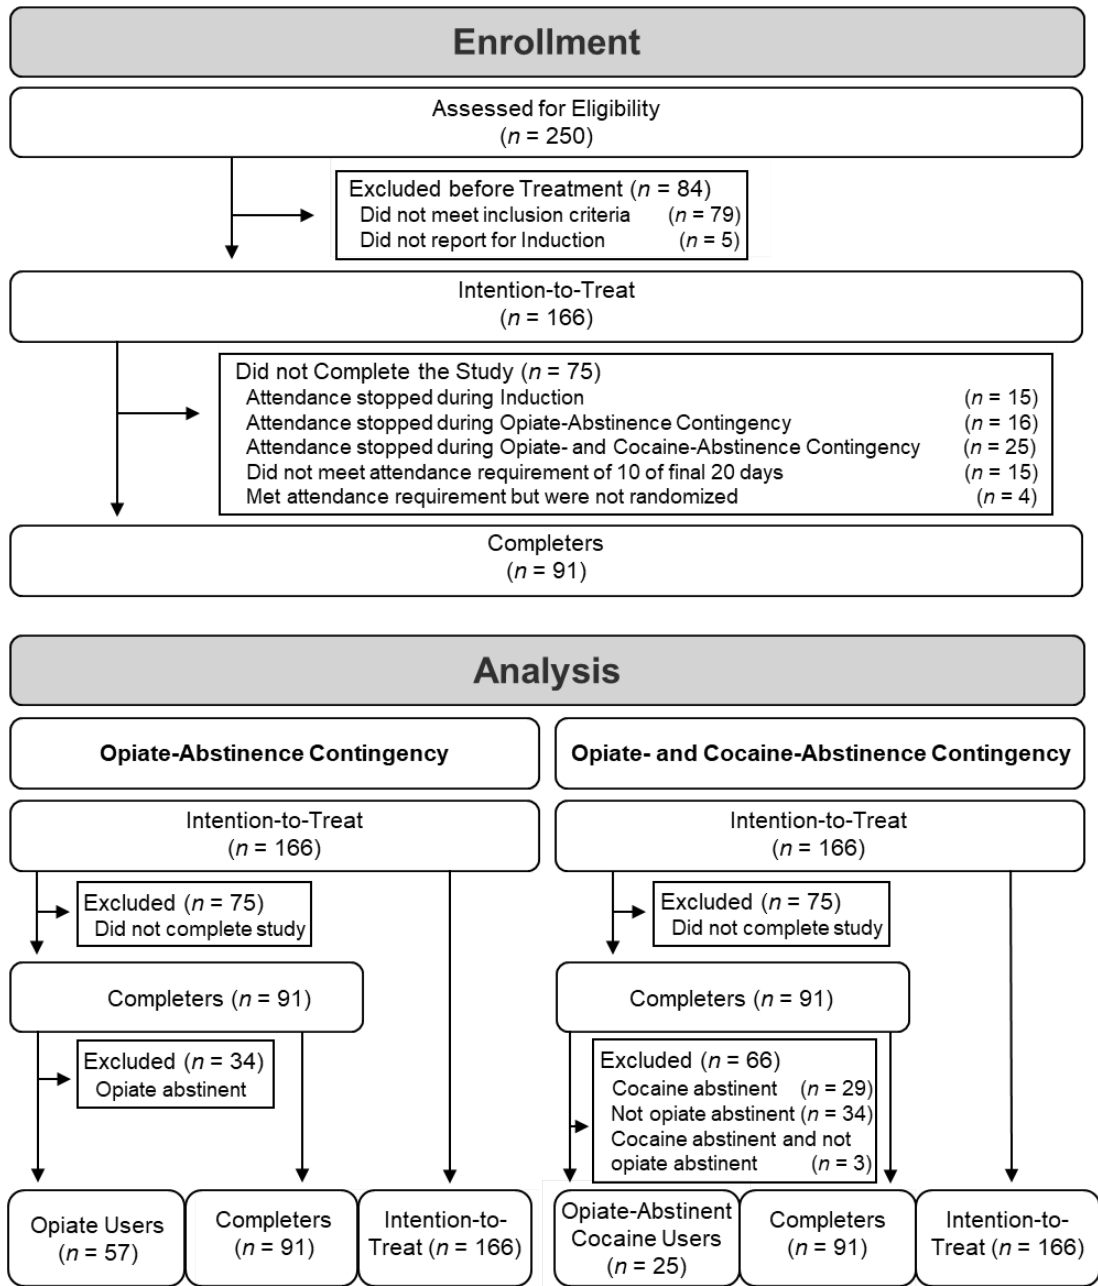 Enrollment
Assessed for Eligibility
(n = 250)
Excluded before Treatment (n = 84)
Did not meet inclusion criteria (n = 79)
Did not report for Induction (n = 5)
Intention-to-Treat
(n = 166)
Did not Complete the Study (n = 75)
Attendance stopped during Induction (n = 15)
Attendance stopped during Opiate-Abstinence Contingency (n = 16)
Attendance stopped during Opiate- and Cocaine-Abstinence Contingency (n = 25)
Did not meet attendance requirement of 10 of final 20 days (n = 15)
Met attendance requirement but were not randomized (n = 4)
Completers
(n = 91)
Analysis
Opiate-Abstinence Contingency
Intention-to-Treat
(n = 166)
Excluded (n = 75)
Did not complete study
Completers (n = 91)
Excluded (n = 34)
Opiate abstinent
Opiate Users
(n = 57)
Completers
(n = 91)
Intention-to-
Treat (n = 166)
Opiate- and Cocaine-Abstinence Contingency
Intention-to-Treat
(n = 166)
Excluded (n = 75)
Did not complete study
Completers (n = 91)
Excluded (n = 66)
Cocaine abstinent (n = 29)
Not opiate abstinent (n = 34)
Cocaine abstinent and not
opiate abstinent (n = 3)
Opiate-Abstinent
Cocaine Users
(n = 25)
Completers
(n = 91)
Intention-to-
Treat (n = 166)